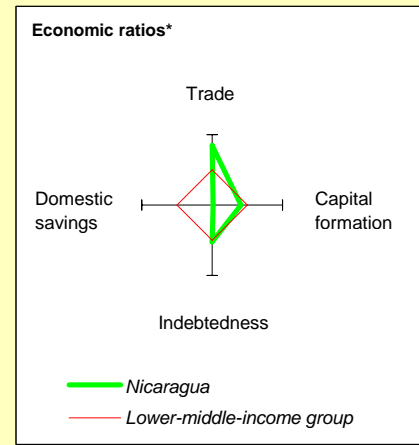 Economic ratios*
Trade
Domestic
savings
Capital
formation
Indebtedness
Nicaragua
Lower-middle-income group